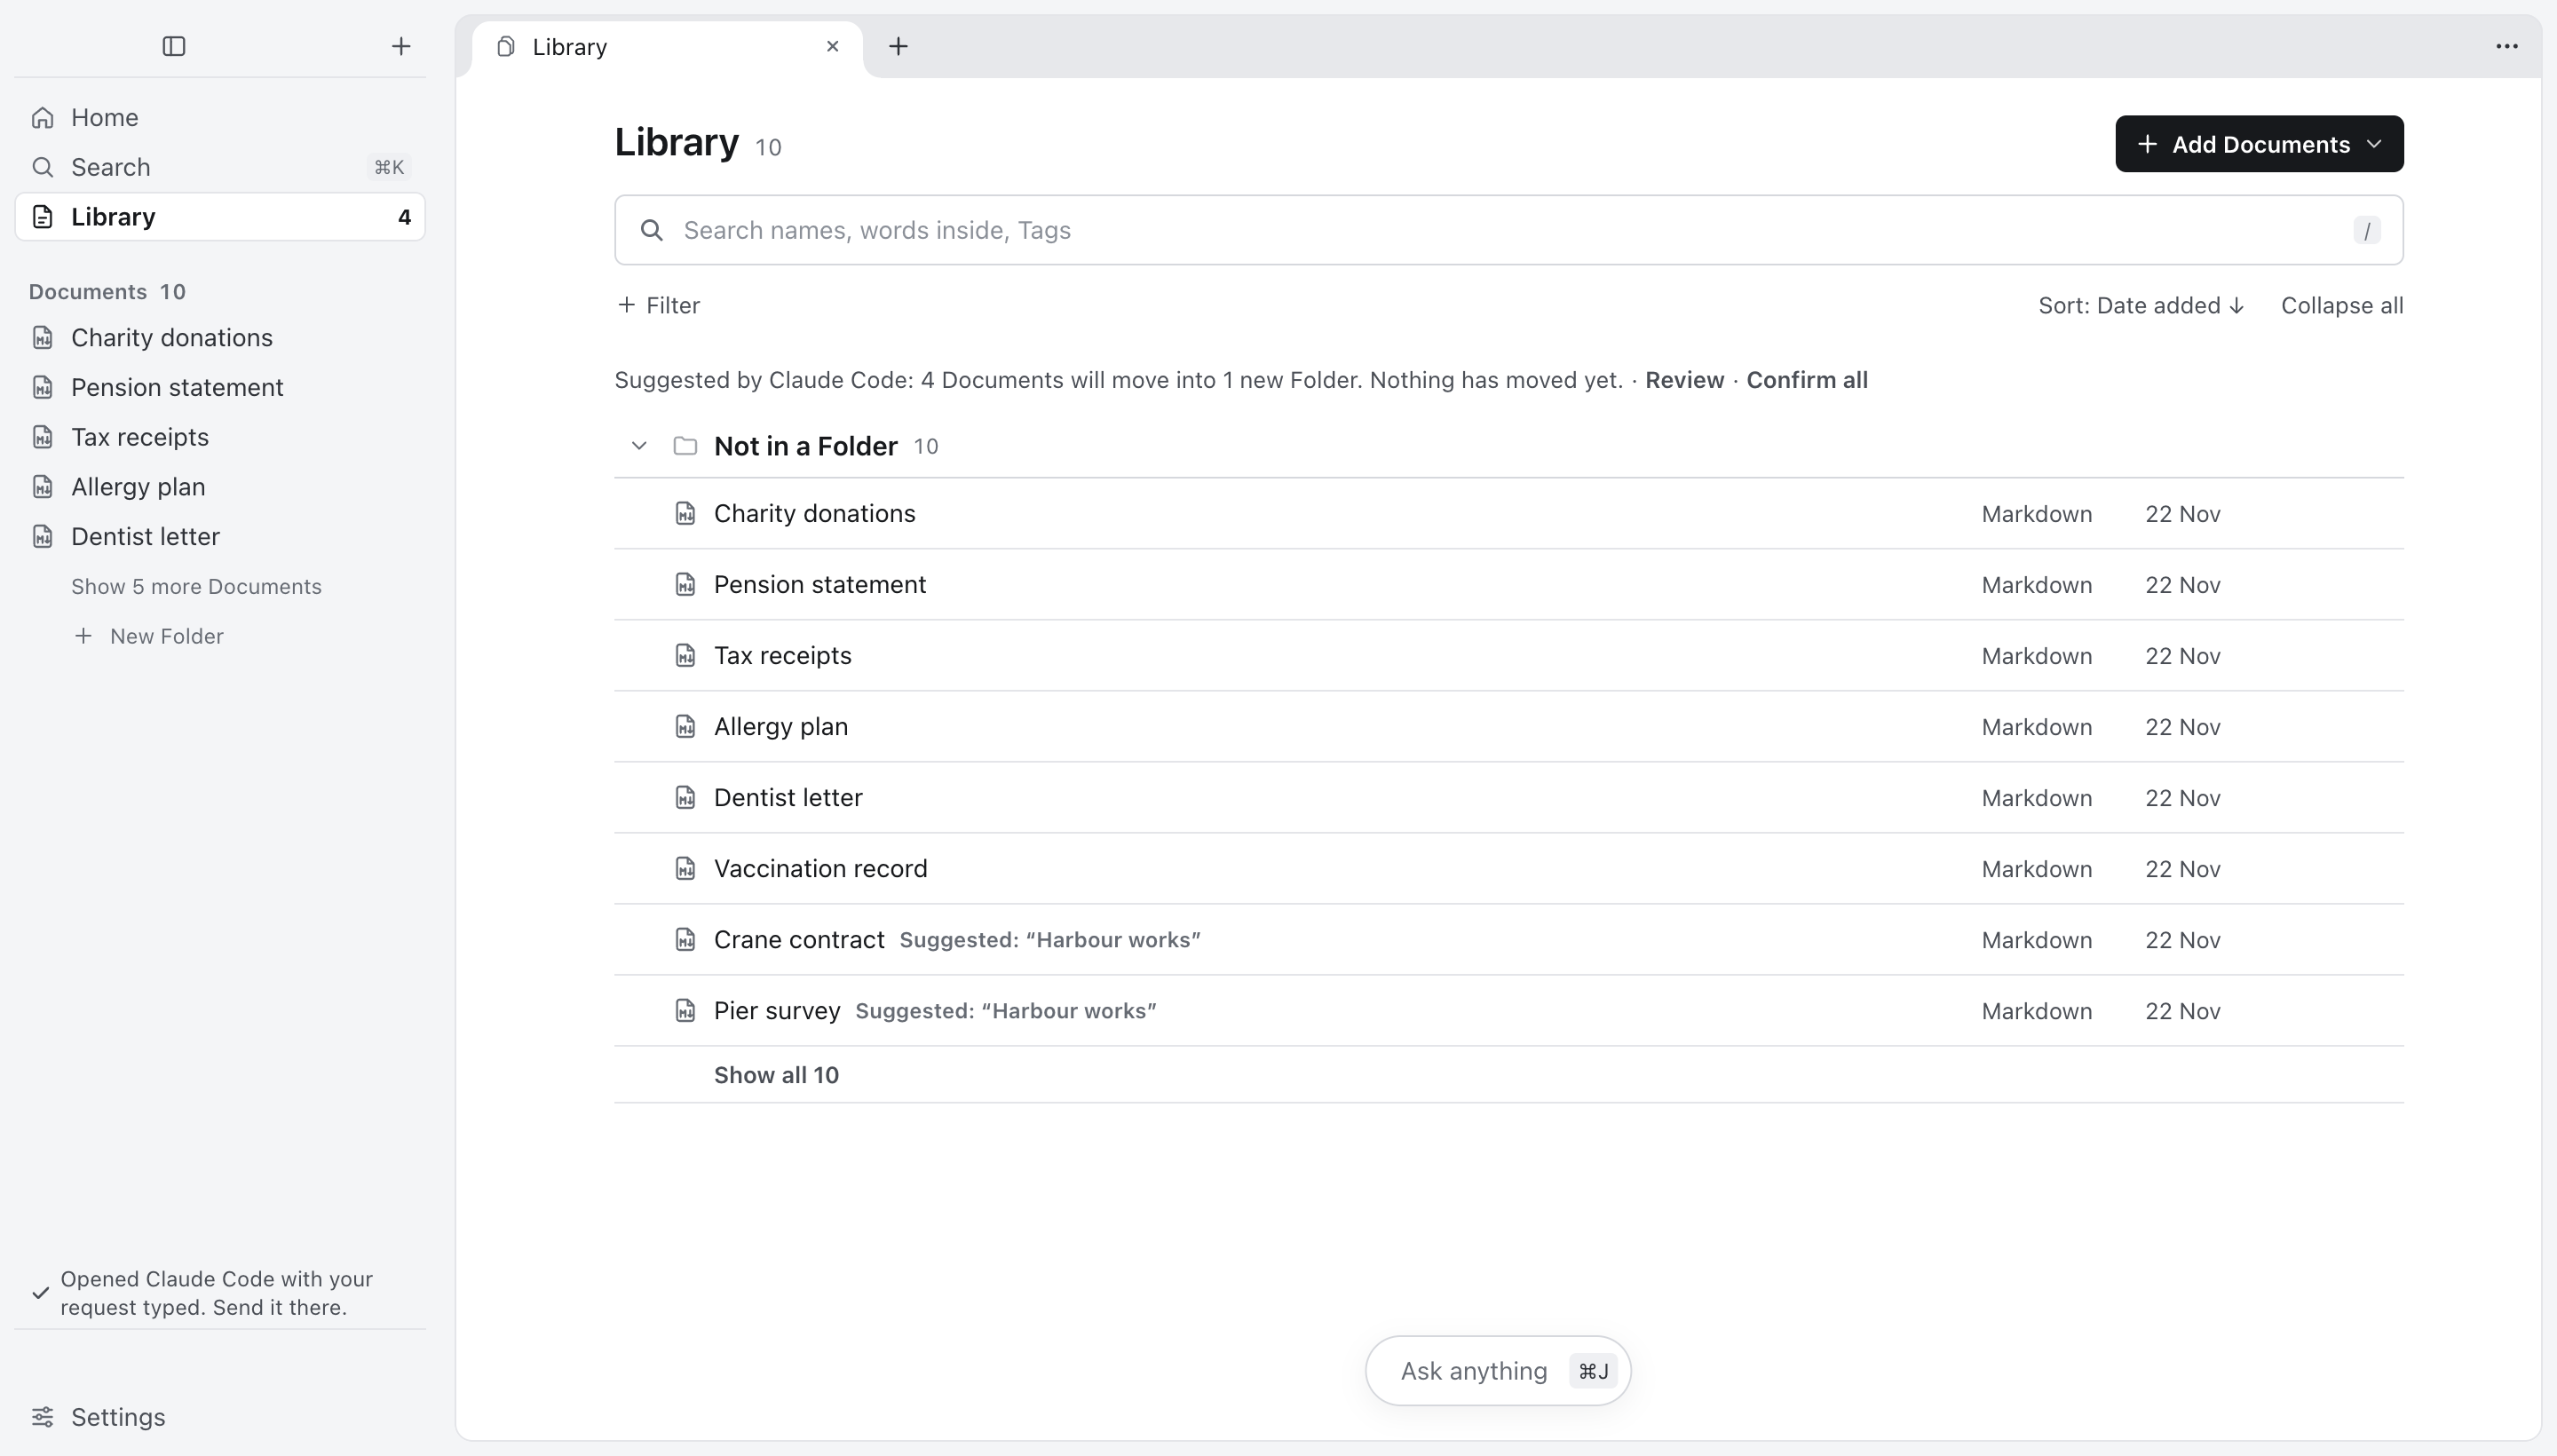 Home
Search ⌘K
Library 4
Documents 10
Charity donations
Pension statement
Tax receipts
Allergy plan
Dentist letter
Show 5 more Documents
+ New Folder
✓ Opened Claude Code with your
request typed. Send it there.
Settings
Library
Library 10
+ Add Documents
Search names, words inside, Tags /
+ Filter
Sort: Date added ↓ Collapse all
Suggested by Claude Code: 4 Documents will move into 1 new Folder. Nothing has moved yet. · Review · Confirm all
Not in a Folder 10
Charity donations Markdown 22 Nov
Pension statement Markdown 22 Nov
Tax receipts Markdown 22 Nov
Allergy plan Markdown 22 Nov
Dentist letter Markdown 22 Nov
Vaccination record Markdown 22 Nov
Crane contract Suggested: “Harbour works” Markdown 22 Nov
Pier survey Suggested: “Harbour works” Markdown 22 Nov
Show all 10
Ask anything ⌘J